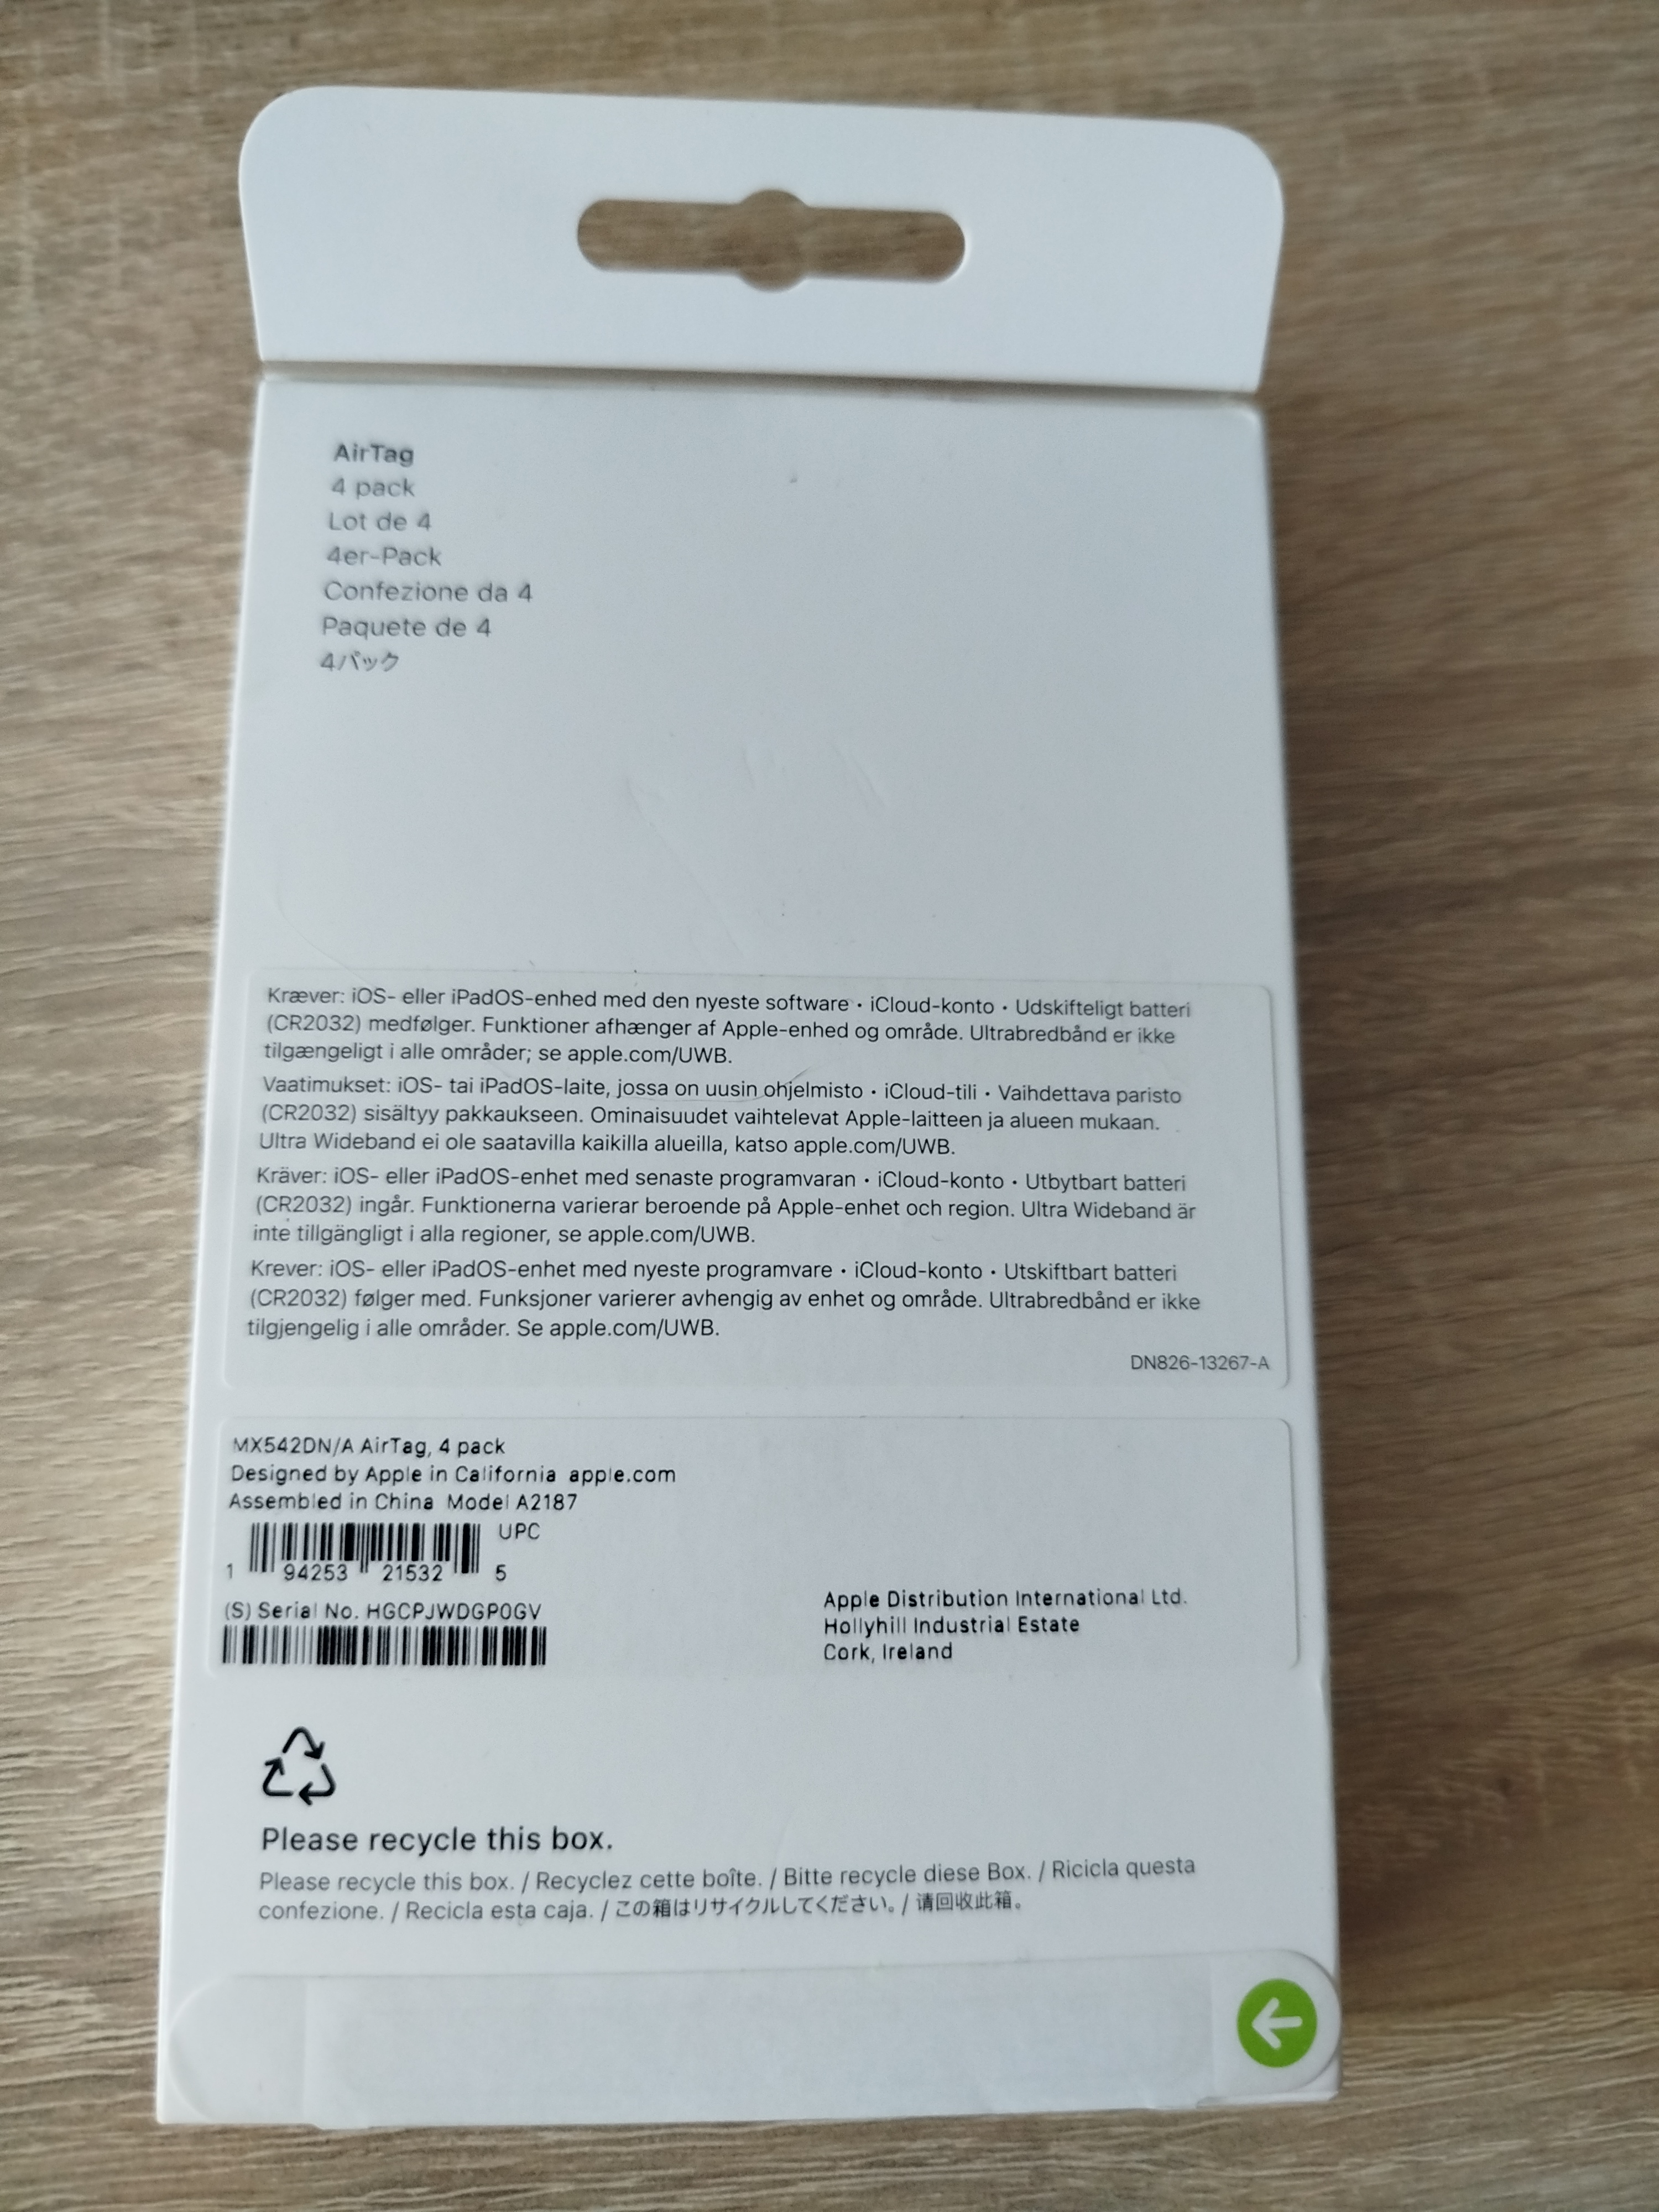 AirTag
4 pack
Lot de 4
4er-Pack
Confezione da 4
Paquete de 4
4パック
Kræver: iOS- eller iPadOS-enhed med den nyeste software • iCloud-konto • Udskifteligt batteri
(CR2032) medfølger. Funktioner afhænger af Apple-enhed og område. Ultrabredbånd er ikke
tilgængeligt i alle områder; se apple.com/UWB.
Vaatimukset: iOS- tai iPadOS-laite, jossa on uusin ohjelmisto • iCloud-tili • Vaihdettava paristo
(CR2032) sisältyy pakkaukseen. Ominaisuudet vaihtelevat Apple-laitteen ja alueen mukaan.
Ultra Wideband ei ole saatavilla kaikilla alueilla, katso apple.com/UWB.
Kräver: iOS- eller iPadOS-enhet med senaste programvaran • iCloud-konto • Utbytbart batteri
(CR2032) ingår. Funktionerna varierar beroende på Apple-enhet och region. Ultra Wideband är
inte tillgängligt i alla regioner, se apple.com/UWB.
Krever: iOS- eller iPadOS-enhet med nyeste programvare • iCloud-konto • Utskiftbart batteri
(CR2032) følger med. Funksjoner varierer avhengig av enhet og område. Ultrabredbånd er ikke
tilgjengelig i alle områder. Se apple.com/UWB.
DN826-13267-A
MX542DN/A AirTag, 4 pack
Designed by Apple in California apple.com
Assembled in China Model A2187
UPC
1 94253 21532 5
(S) Serial No. HGCPJWDGP0GV
Apple Distribution International Ltd.
Hollyhill Industrial Estate
Cork, Ireland
Please recycle this box.
Please recycle this box. / Recyclez cette boîte. / Bitte recycle diese Box. / Ricicla questa
confezione. / Recicla esta caja. / この箱はリサイクルしてください。/ 请回收此箱。